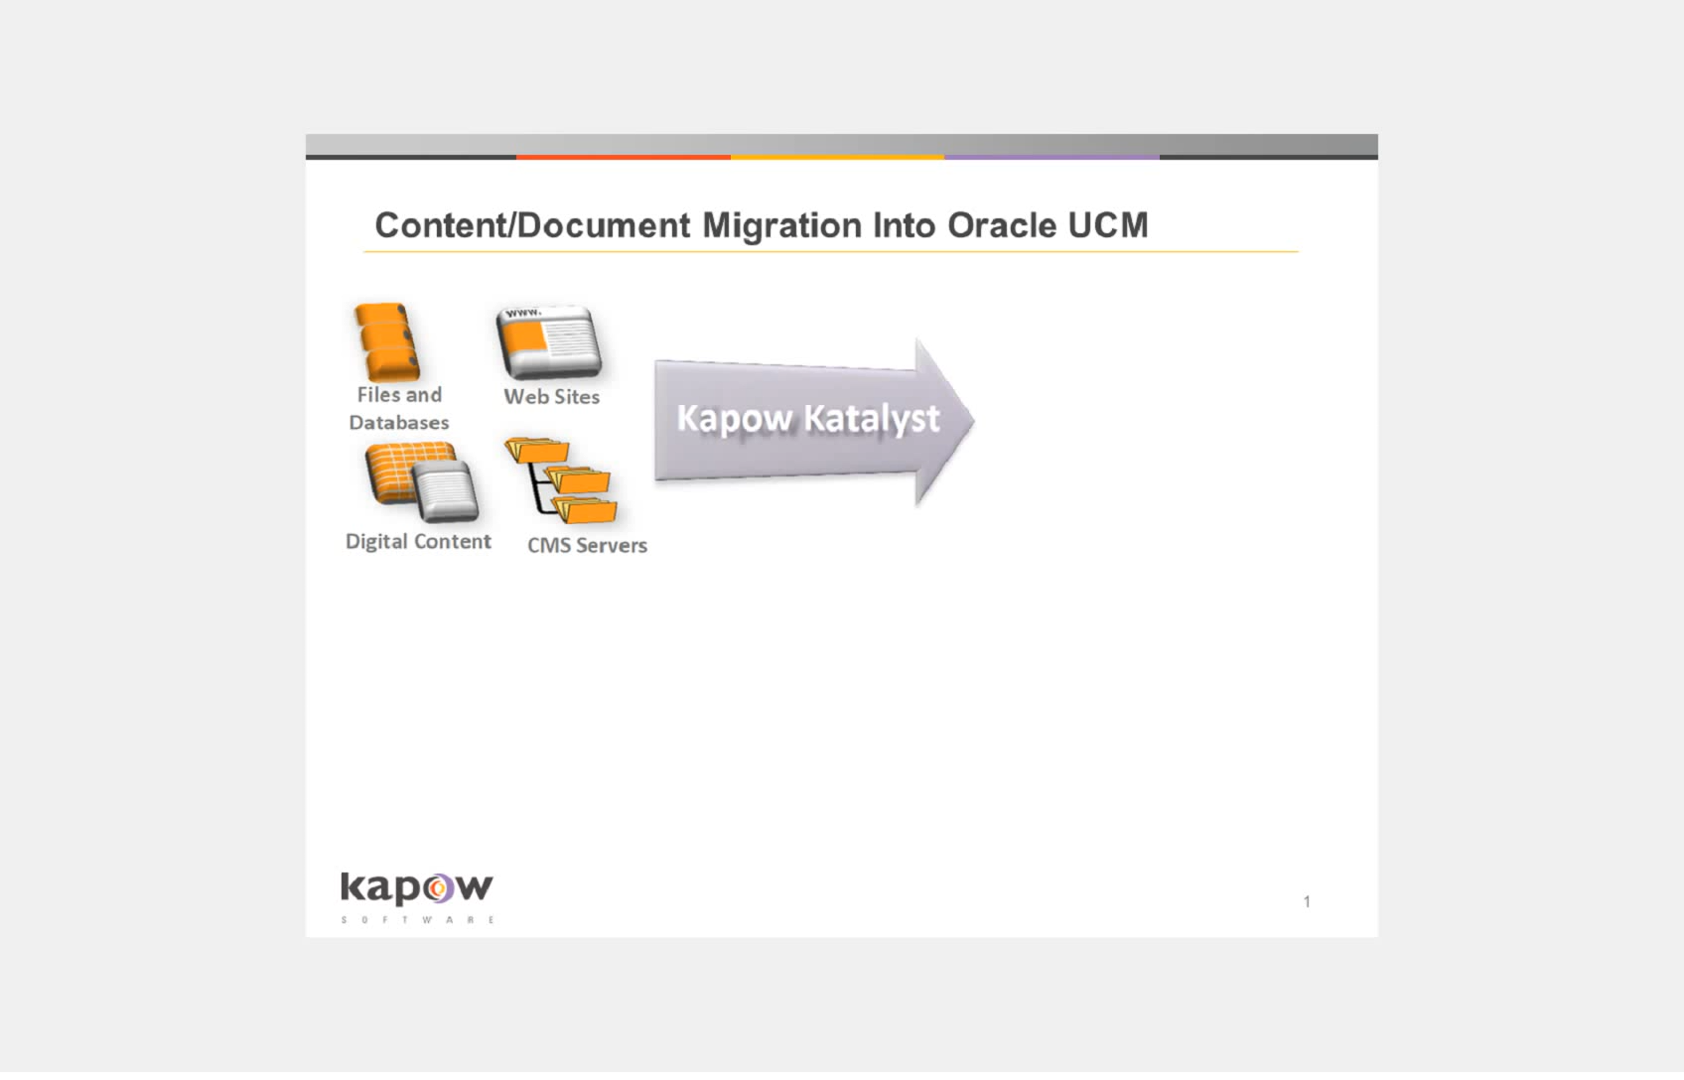 Content/Document Migration Into Oracle UCM
www.
Files and
Databases
Web Sites
Kapow Katalyst
Digital Content
CMS Servers
kapow
SOFTWARE
1